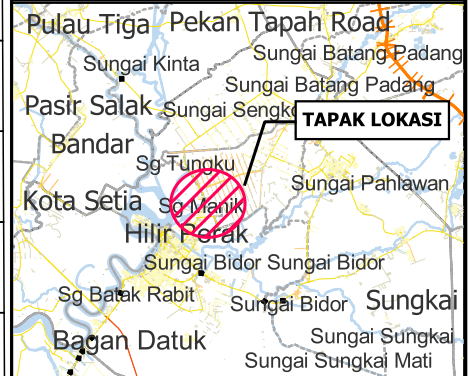 Pulau Tiga
Pekan Tapah Road
Sungai Batang Padang
Sungai Kinta
Sungai Batang Padang
Pasir Salak
TAPAK LOKASI
Bandar
Sg Tungku
Sungai Pahlawan
Kota Setia
Sg Manik
Hilir Perak
Sungai Bidor
Sungai Bidor
Sg Batak Rabit
Sungai Bidor
Sungkai
Bagan Datuk
Sungai Sungkai
Sungai Sungkai Mati